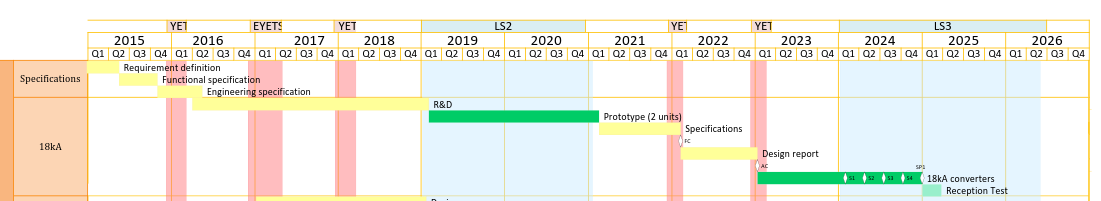 YET EYETS YET LS2 YET YET LS3
2015 2016 2017 2018 2019 2020 2021 2022 2023 2024 2025 2026
Q1 Q2 Q3 Q4 Q1 Q2 Q3 Q4 Q1 Q2 Q3 Q4 Q1 Q2 Q3 Q4 Q1 Q2 Q3 Q4 Q1 Q2 Q3 Q4 Q1 Q2 Q3 Q4 Q1 Q2 Q3 Q4 Q1 Q2 Q3 Q4 Q1 Q2 Q3 Q4 Q1 Q2 Q3 Q4 Q1 Q2 Q3 Q4
Requirement definition
Specifications Functional specification
Engineering specification
R&D
Prototype (2 units)
Specifications
FC
18kA
Design report
AC
SP1
S1 S2 S3 S4 18kA converters
Reception Test